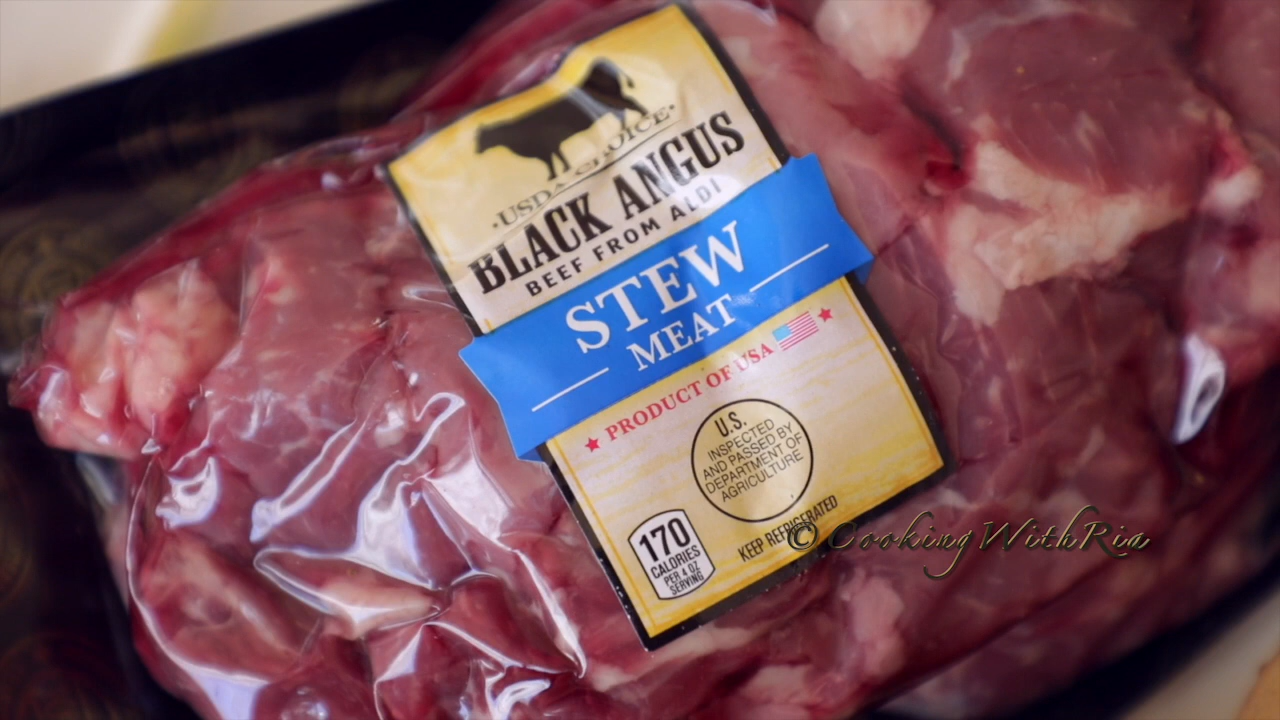 ·USDA CHOICE·
BLACK ANGUS
BEEF FROM ALDI
STEW
MEAT
★ PRODUCT OF USA ★
U.S.
INSPECTED
AND PASSED BY
DEPARTMENT OF
AGRICULTURE
170
CALORIES
PER 4 OZ
SERVING
KEEP REFRIGERATED
© CookingWithRia